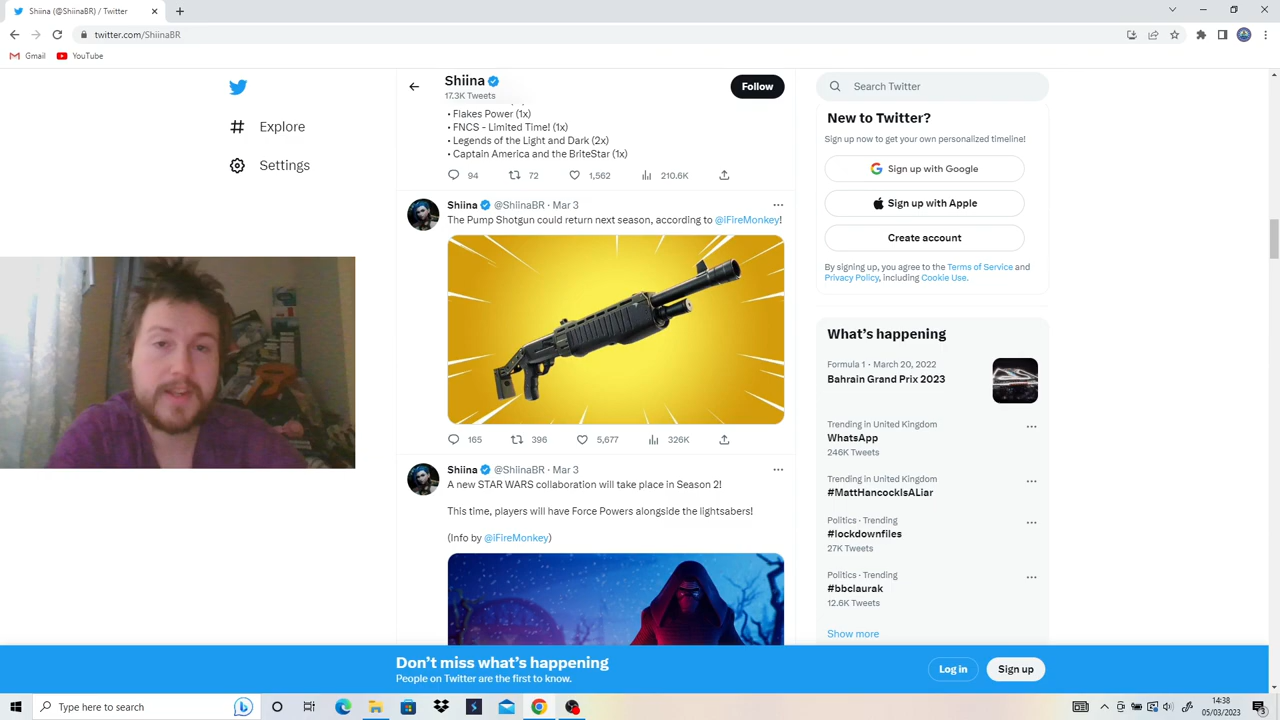 Shiina (@ShiinaBR) / Twitter
twitter.com/ShiinaBR
Gmail
YouTube
Explore
Settings
Shiina
17.3K Tweets
Follow
• Flakes Power (1x)
• FNCS - Limited Time! (1x)
• Legends of the Light and Dark (2x)
• Captain America and the BriteStar (1x)
94
72
1,562
210.6K
Shiina @ShiinaBR · Mar 3
The Pump Shotgun could return next season, according to @iFireMonkey!
165
396
5,677
326K
Shiina @ShiinaBR · Mar 3
A new STAR WARS collaboration will take place in Season 2!
This time, players will have Force Powers alongside the lightsabers!
(Info by @iFireMonkey)
Search Twitter
New to Twitter?
Sign up now to get your own personalized timeline!
Sign up with Google
Sign up with Apple
Create account
By signing up, you agree to the Terms of Service and
Privacy Policy, including Cookie Use.
What's happening
Formula 1 · March 20, 2022
Bahrain Grand Prix 2023
Trending in United Kingdom
WhatsApp
246K Tweets
Trending in United Kingdom
#MattHancockIsALiar
Politics · Trending
#lockdownfiles
27K Tweets
Politics · Trending
#bbclaurak
12.6K Tweets
Show more
Don't miss what's happening
People on Twitter are the first to know.
Log in
Sign up
Type here to search
14:38
05/03/2023